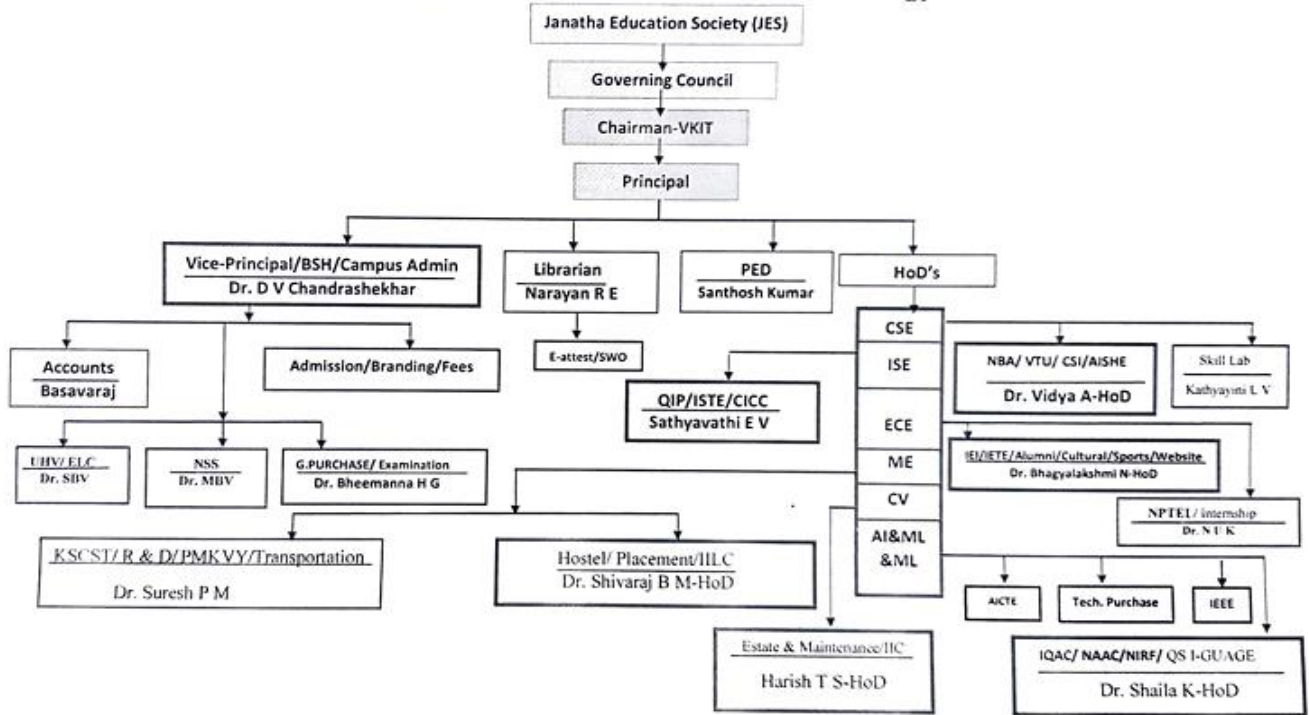 Janatha Education Society (JES)
Governing Council
Chairman-VKIT
Principal
Vice-Principal/BSH/Campus Admin
Dr. D V Chandrashekhar
Librarian
Narayan R E
PED
Santhosh Kumar
HoD's
Accounts
Basavaraj
Admission/Branding/Fees
E-attest/SWO
QIP/ISTE/CICC
Sathyavathi E V
CSE
ISE
ECE
ME
CV
AI&ML
&ML
NBA/ VTU/ CSI/AISHE
Dr. Vidya A-HoD
Skill Lab
Kathyayini L V
UHV/ ELC
Dr. SBV
NSS
Dr. MBV
G.PURCHASE/ Examination
Dr. Bheemanna H G
IEI/IETE/Alumni/Cultural/Sports/Website
Dr. Bhagyalakshmi N-HoD
NPTEL/ Internship
Dr. N U K
KSCST/ R & D/PMKVY/Transportation
Dr. Suresh P M
Hostel/ Placement/IILC
Dr. Shivaraj B M-HoD
AICTE
Tech. Purchase
IEEE
Estate & Maintenance/IIC
Harish T S-HoD
IQAC/ NAAC/NIRF/ QS I-GUAGE
Dr. Shaila K-HoD